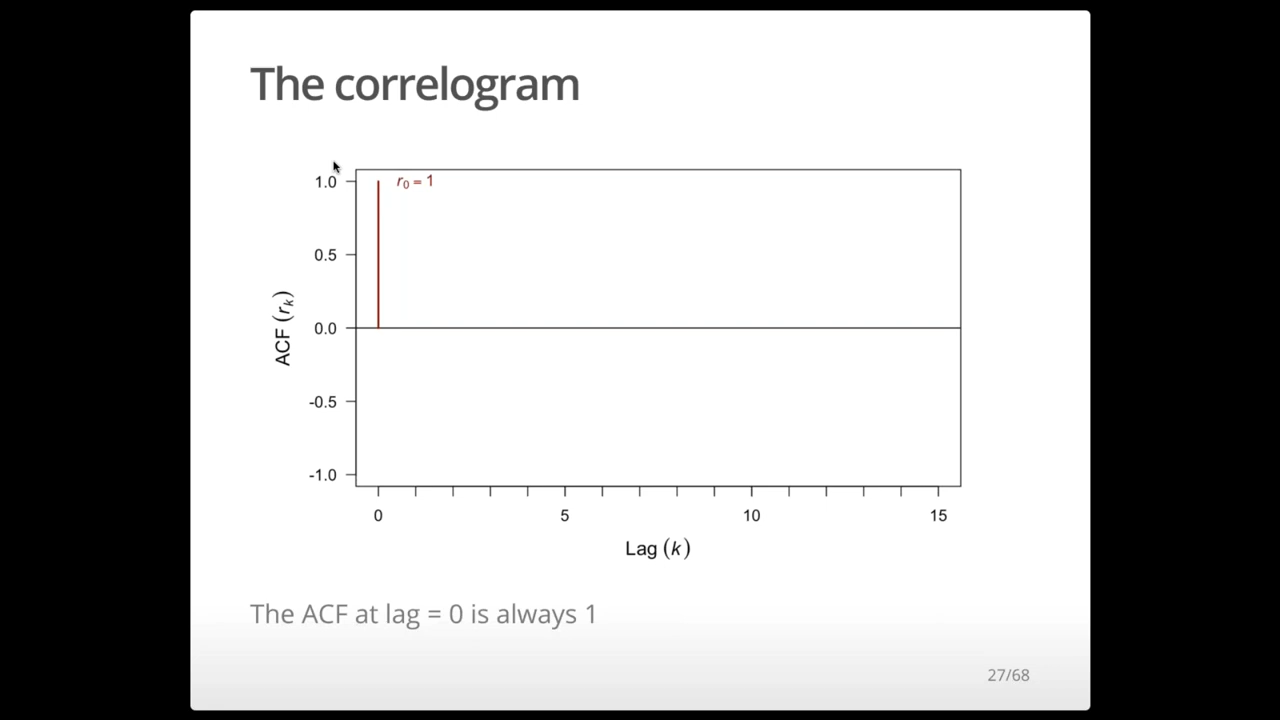 The correlogram
r₀ = 1
1.0
0.5
0.0
-0.5
-1.0
ACF (rₖ)
0 5 10 15
Lag (k)
The ACF at lag = 0 is always 1
27/68